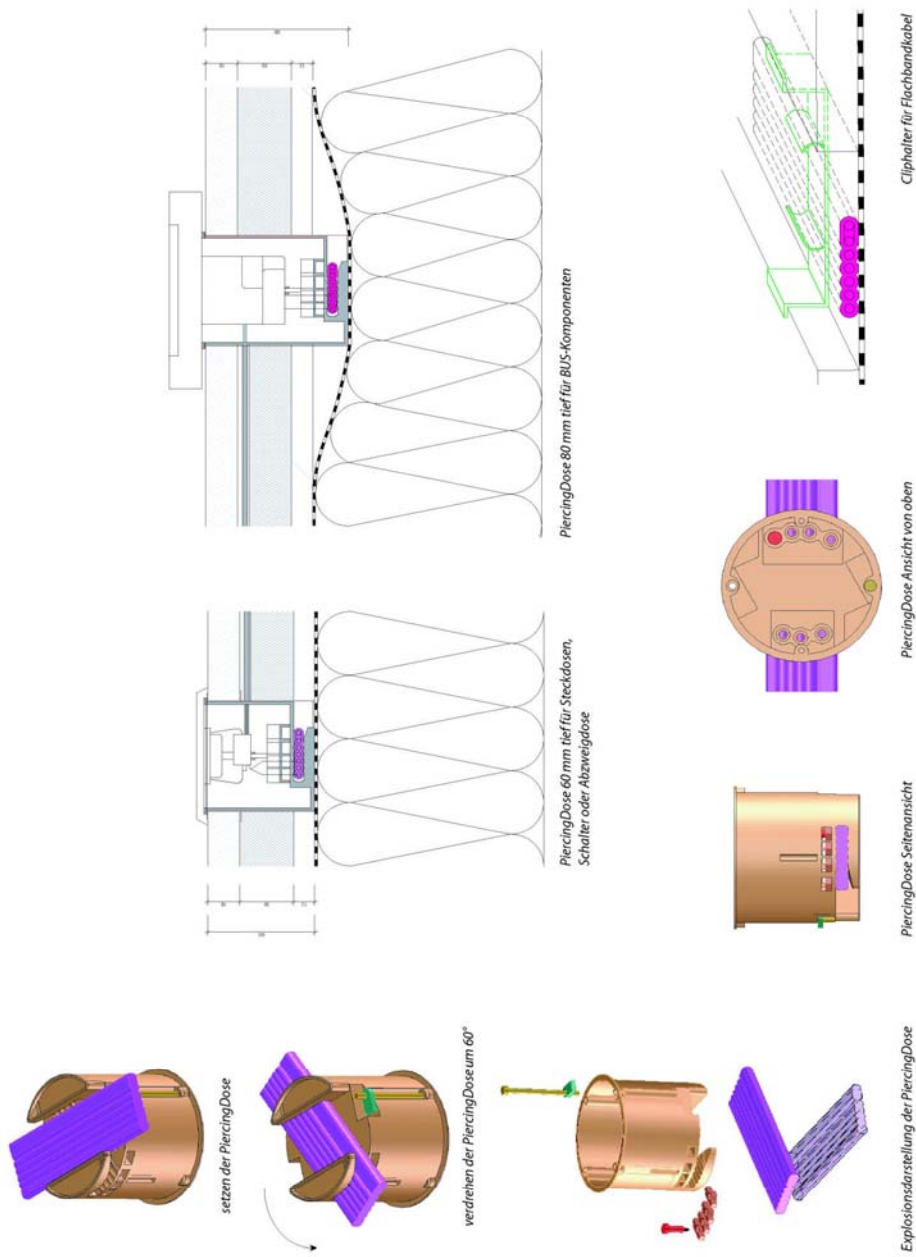 setzen der PiercingDose
verdrehen der PiercingDose um 60°
Explosionsdarstellung der PiercingDose
PiercingDose 60 mm tief für Steckdosen,
Schalter oder Abzweigdose
PiercingDose 80 mm tief für BUS-Komponenten
PiercingDose Seitenansicht
PiercingDose Ansicht von oben
Cliphalter für Flachbandkabel